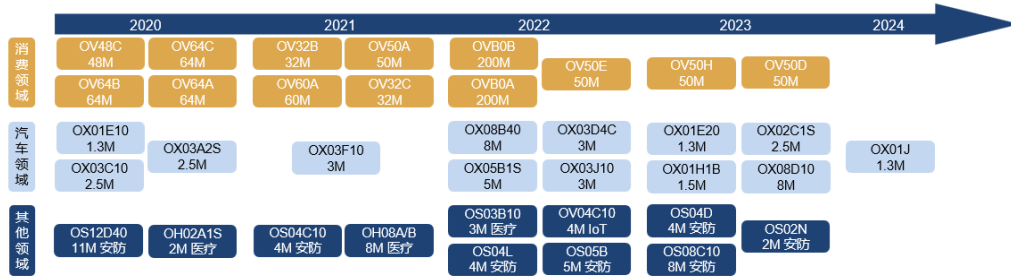 2020 2021 2022 2023 2024
消费领域
OV48C
48M
OV64C
64M
OV64B
64M
OV64A
64M
OV32B
32M
OV50A
50M
OV60A
60M
OV32C
32M
OVB0B
200M
OVB0A
200M
OV50E
50M
OV50H
50M
OV50D
50M
汽车领域
OX01E10
1.3M
OX03C10
2.5M
OX03A2S
2.5M
OX03F10
3M
OX08B40
8M
OX03D4C
3M
OX05B1S
5M
OX03J10
3M
OX01E20
1.3M
OX02C1S
2.5M
OX01H1B
1.5M
OX08D10
8M
OX01J
1.3M
其他领域
OS12D40
11M 安防
OH02A1S
2M 医疗
OS04C10
4M 安防
OH08A/B
8M 医疗
OS03B10
3M 医疗
OV04C10
4M IoT
OS04L
4M 安防
OS05B
5M 安防
OS04D
4M 安防
OS08C10
8M 安防
OS02N
2M 安防